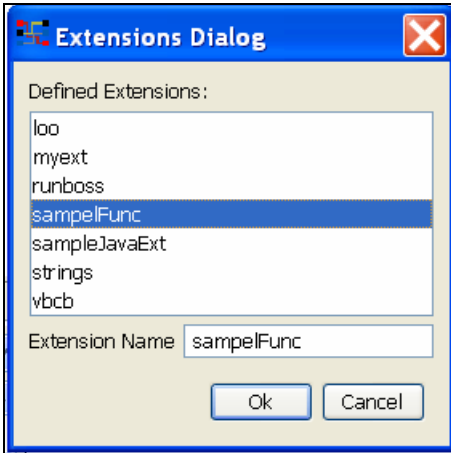 Extensions Dialog
Defined Extensions:
loo
myext
runboss
sampelFunc
sampleJavaExt
strings
vbcb
Extension Name sampelFunc
Ok Cancel